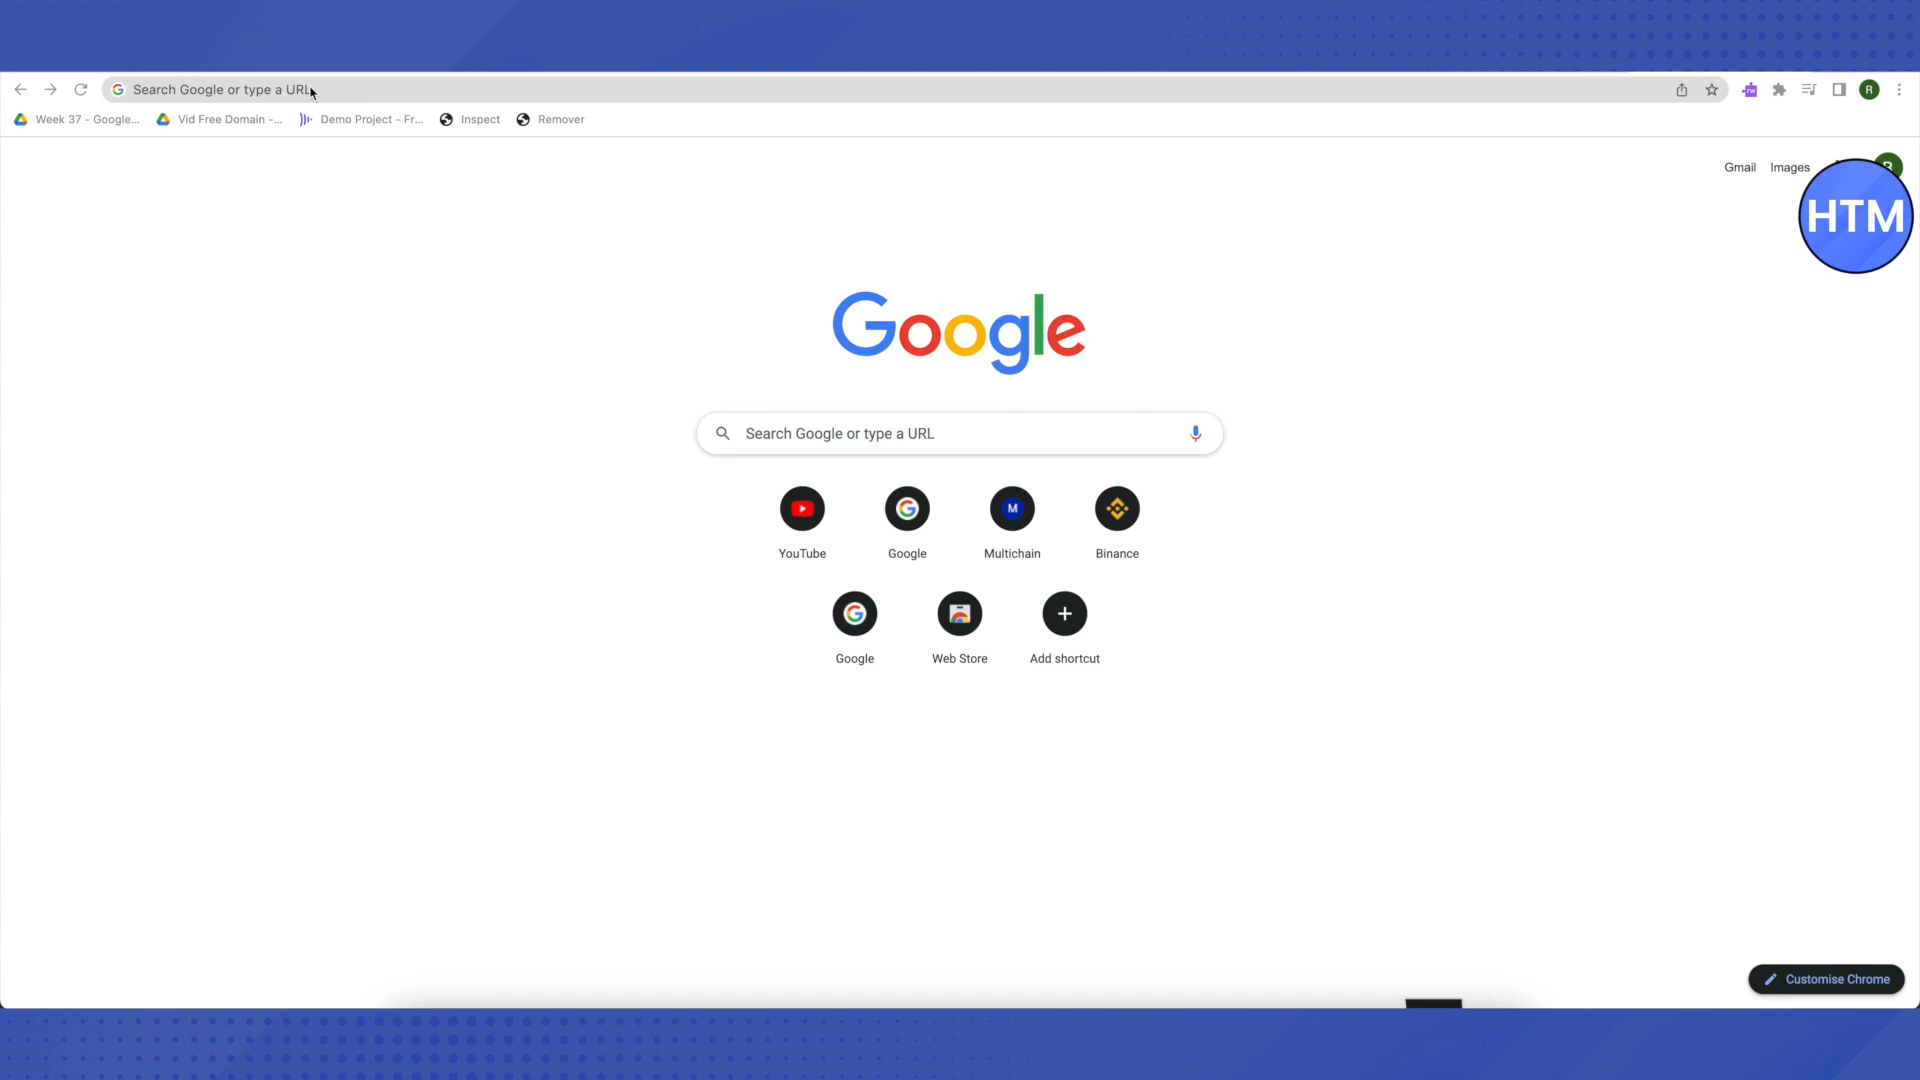 Search Google or type a URL
R
Week 37 - Google...
Vid Free Domain -...
Demo Project - Fr...
Inspect
Remover
Gmail
Images
HTM
Google
Search Google or type a URL
M
YouTube
Google
Multichain
Binance
Google
Web Store
Add shortcut
Customise Chrome